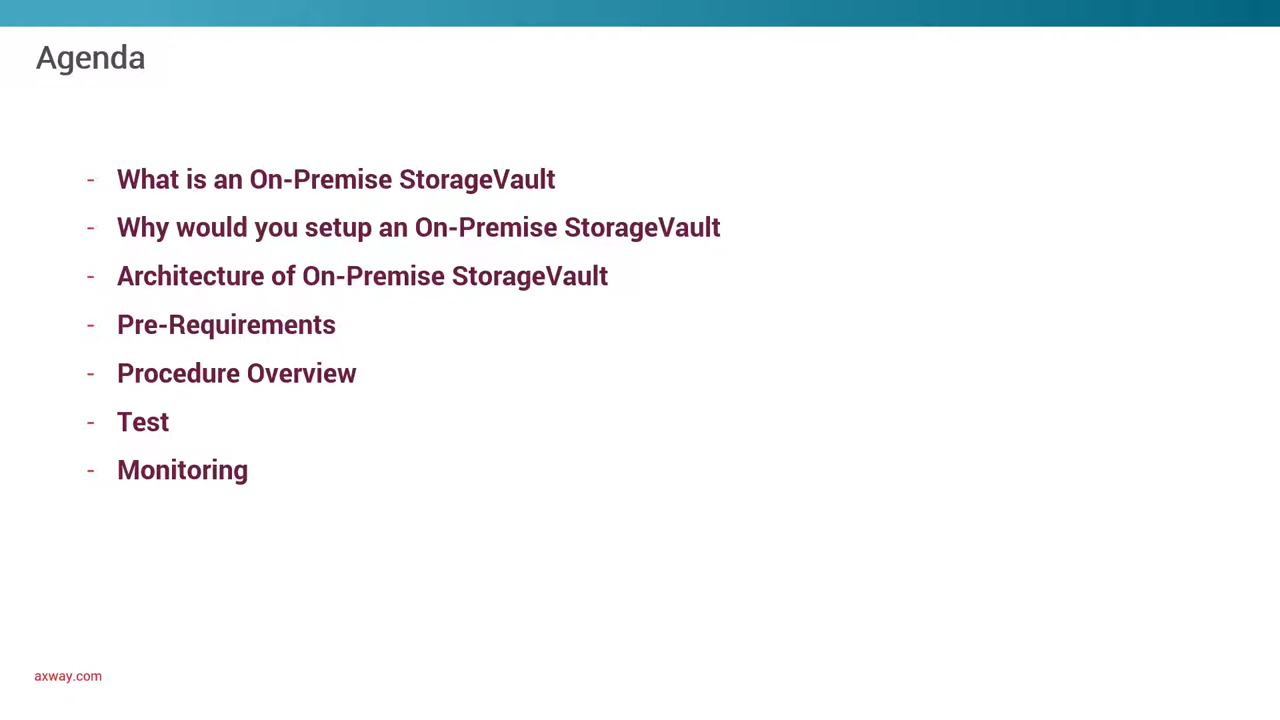 Agenda
- What is an On-Premise StorageVault
- Why would you setup an On-Premise StorageVault
- Architecture of On-Premise StorageVault
- Pre-Requirements
- Procedure Overview
- Test
- Monitoring
axway.com